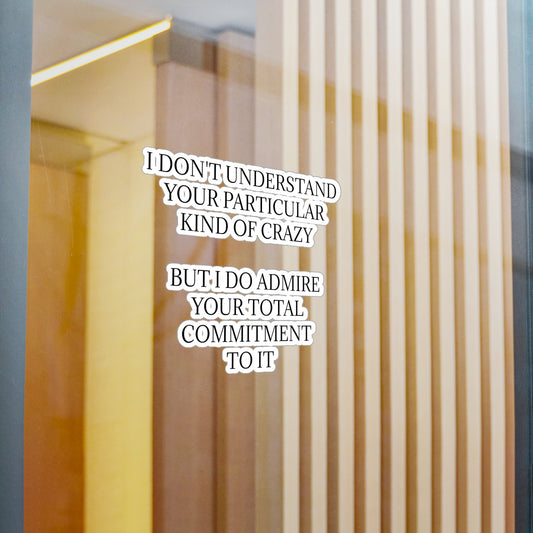 I DON'T UNDERSTAND
YOUR PARTICULAR
KIND OF CRAZY
BUT I DO ADMIRE
YOUR TOTAL
COMMITMENT
TO IT